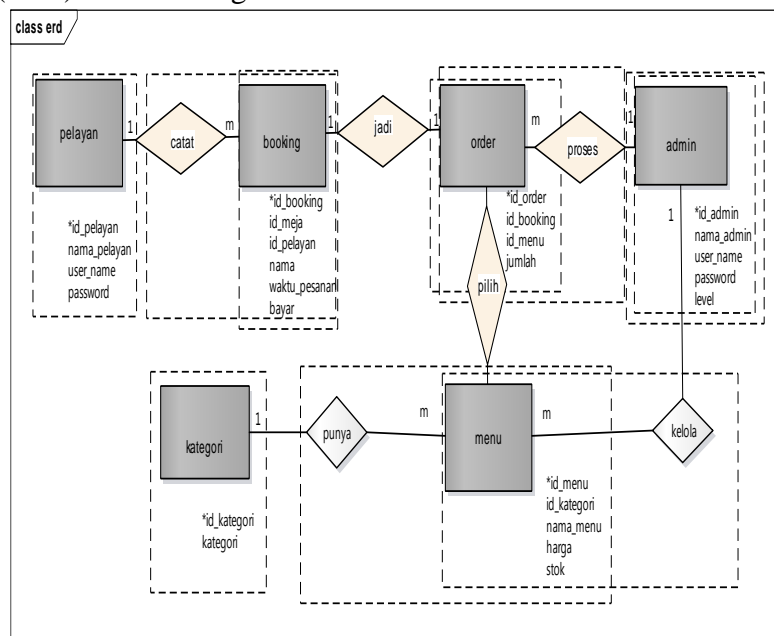 class erd
pelayan
1
catat
m
booking
1
jadi
1
order
m
proses
1
admin
*id_pelayan
nama_pelayan
user_name
password
*id_booking
id_meja
id_pelayan
nama
waktu_pesanan
bayar
*id_order
id_booking
id_menu
jumlah
1
*id_admin
nama_admin
user_name
password
level
pilih
kategori
1
punya
m
menu
m
kelola
*id_kategori
kategori
*id_menu
id_kategori
nama_menu
harga
stok